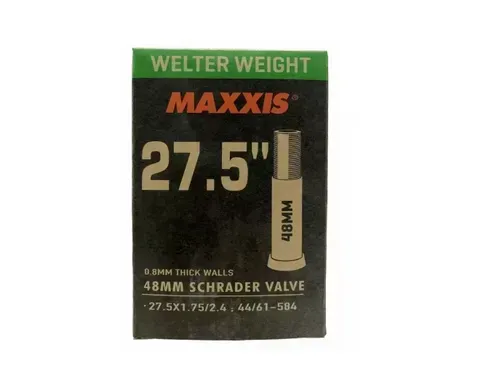 WELTER WEIGHT
MAXXIS®
27.5"
48MM
0.8MM THICK WALLS
48MM SCHRADER VALVE
· 27.5X1.75/2.4 ; 44/61-584